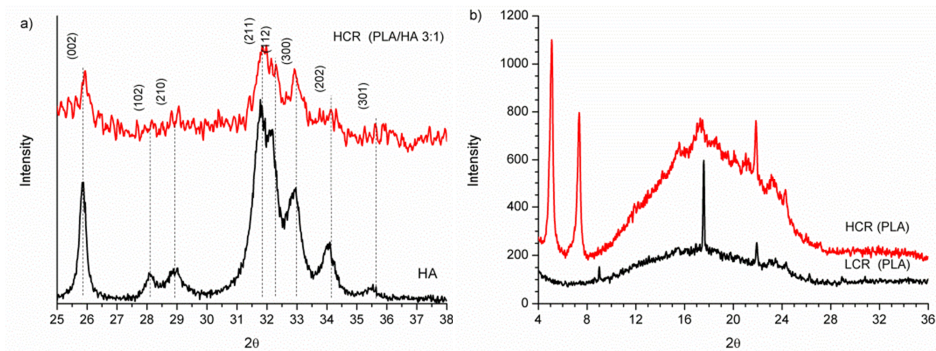 a)
HCR (PLA/HA 3:1)
(002)
(102)
(210)
(211)
(300)
(202)
(301)
HA
Intensity
25 26 27 28 29 30 31 32 33 34 35 36 37 38
2θ
b)
1200
1000
800
600
400
200
0
Intensity
HCR (PLA)
LCR (PLA)
4 8 12 16 20 24 28 32 36
2θ